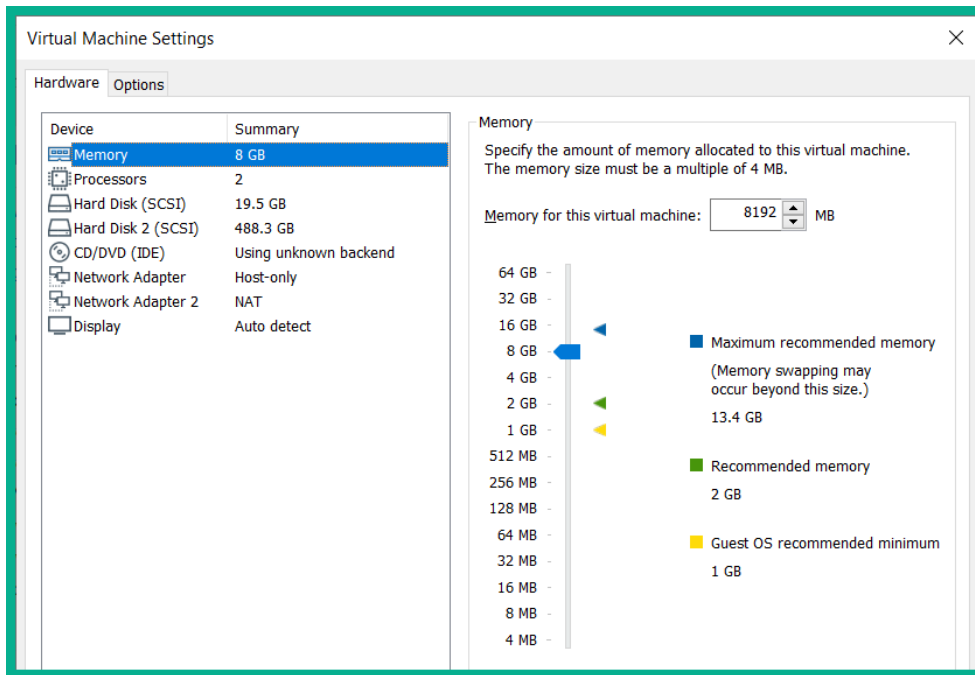 Virtual Machine Settings
Hardware Options
Device Summary
Memory 8 GB
Processors 2
Hard Disk (SCSI) 19.5 GB
Hard Disk 2 (SCSI) 488.3 GB
CD/DVD (IDE) Using unknown backend
Network Adapter Host-only
Network Adapter 2 NAT
Display Auto detect
Memory
Specify the amount of memory allocated to this virtual machine.
The memory size must be a multiple of 4 MB.
Memory for this virtual machine: 8192 MB
64 GB
32 GB
16 GB
8 GB
4 GB
2 GB
1 GB
512 MB
256 MB
128 MB
64 MB
32 MB
16 MB
8 MB
4 MB
Maximum recommended memory
(Memory swapping may
occur beyond this size.)
13.4 GB
Recommended memory
2 GB
Guest OS recommended minimum
1 GB